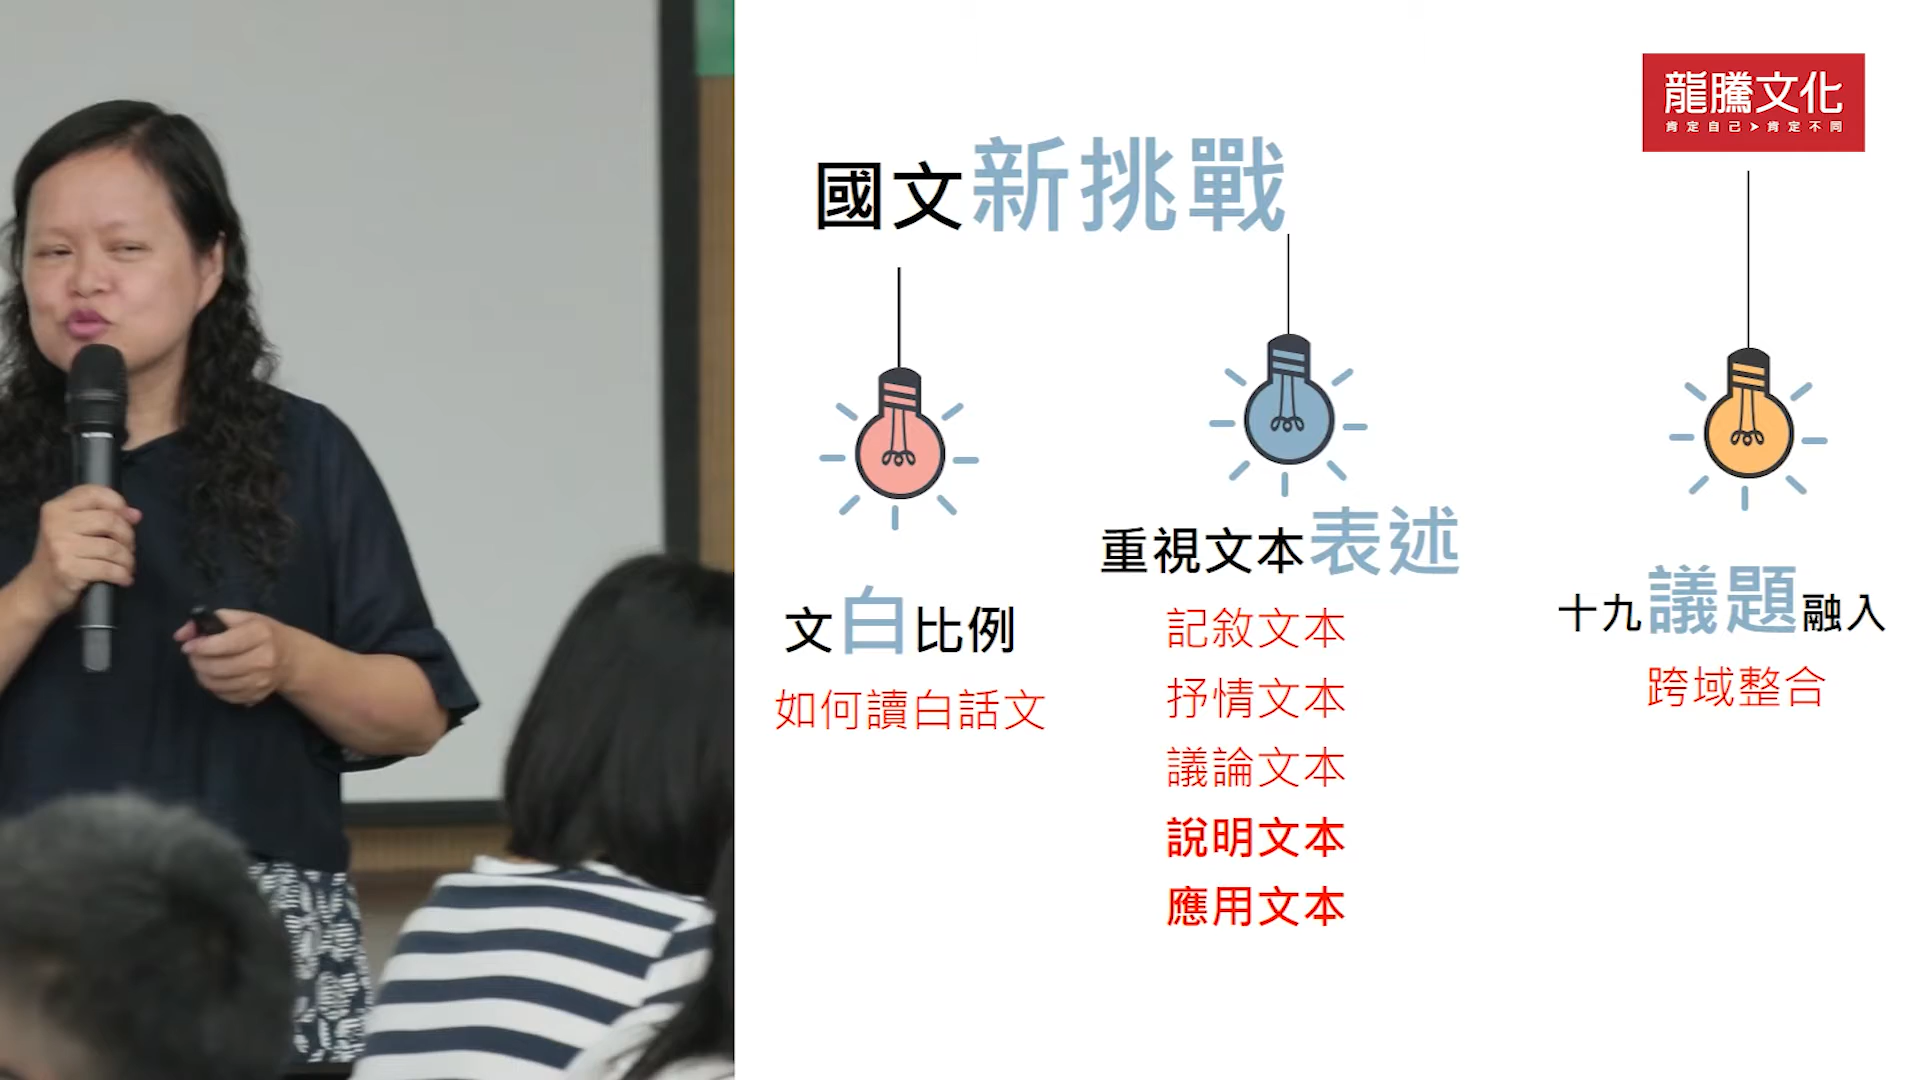 龍騰文化
肯定自己➤肯定不同
國文新挑戰
文白比例
如何讀白話文
重視文本表述
記敘文本
抒情文本
議論文本
說明文本
應用文本
十九議題融入
跨域整合